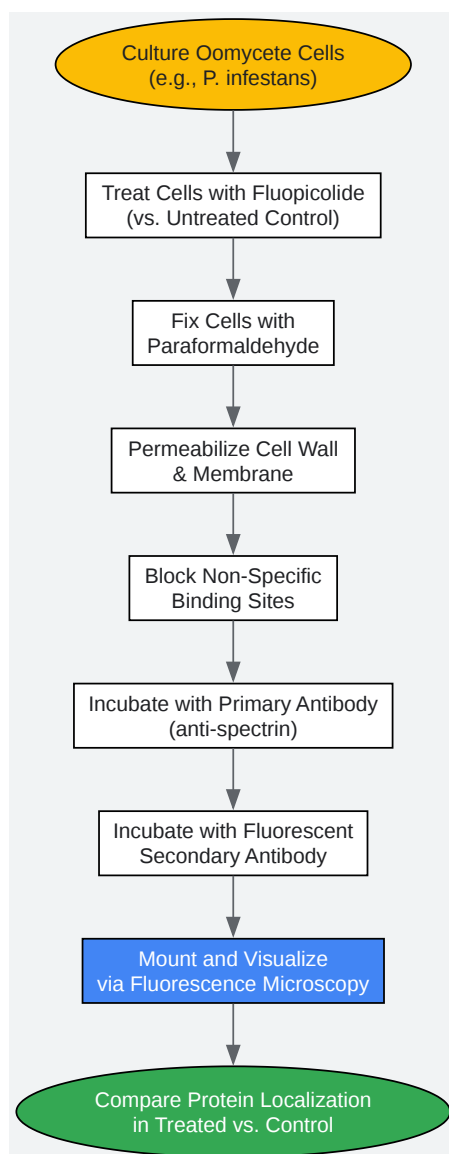 Culture Oomycete Cells
(e.g., P. infestans)
Treat Cells with Fluopicolide
(vs. Untreated Control)
Fix Cells with
Paraformaldehyde
Permeabilize Cell Wall
& Membrane
Block Non-Specific
Binding Sites
Incubate with Primary Antibody
(anti-spectrin)
Incubate with Fluorescent
Secondary Antibody
Mount and Visualize
via Fluorescence Microscopy
Compare Protein Localization
in Treated vs. Control